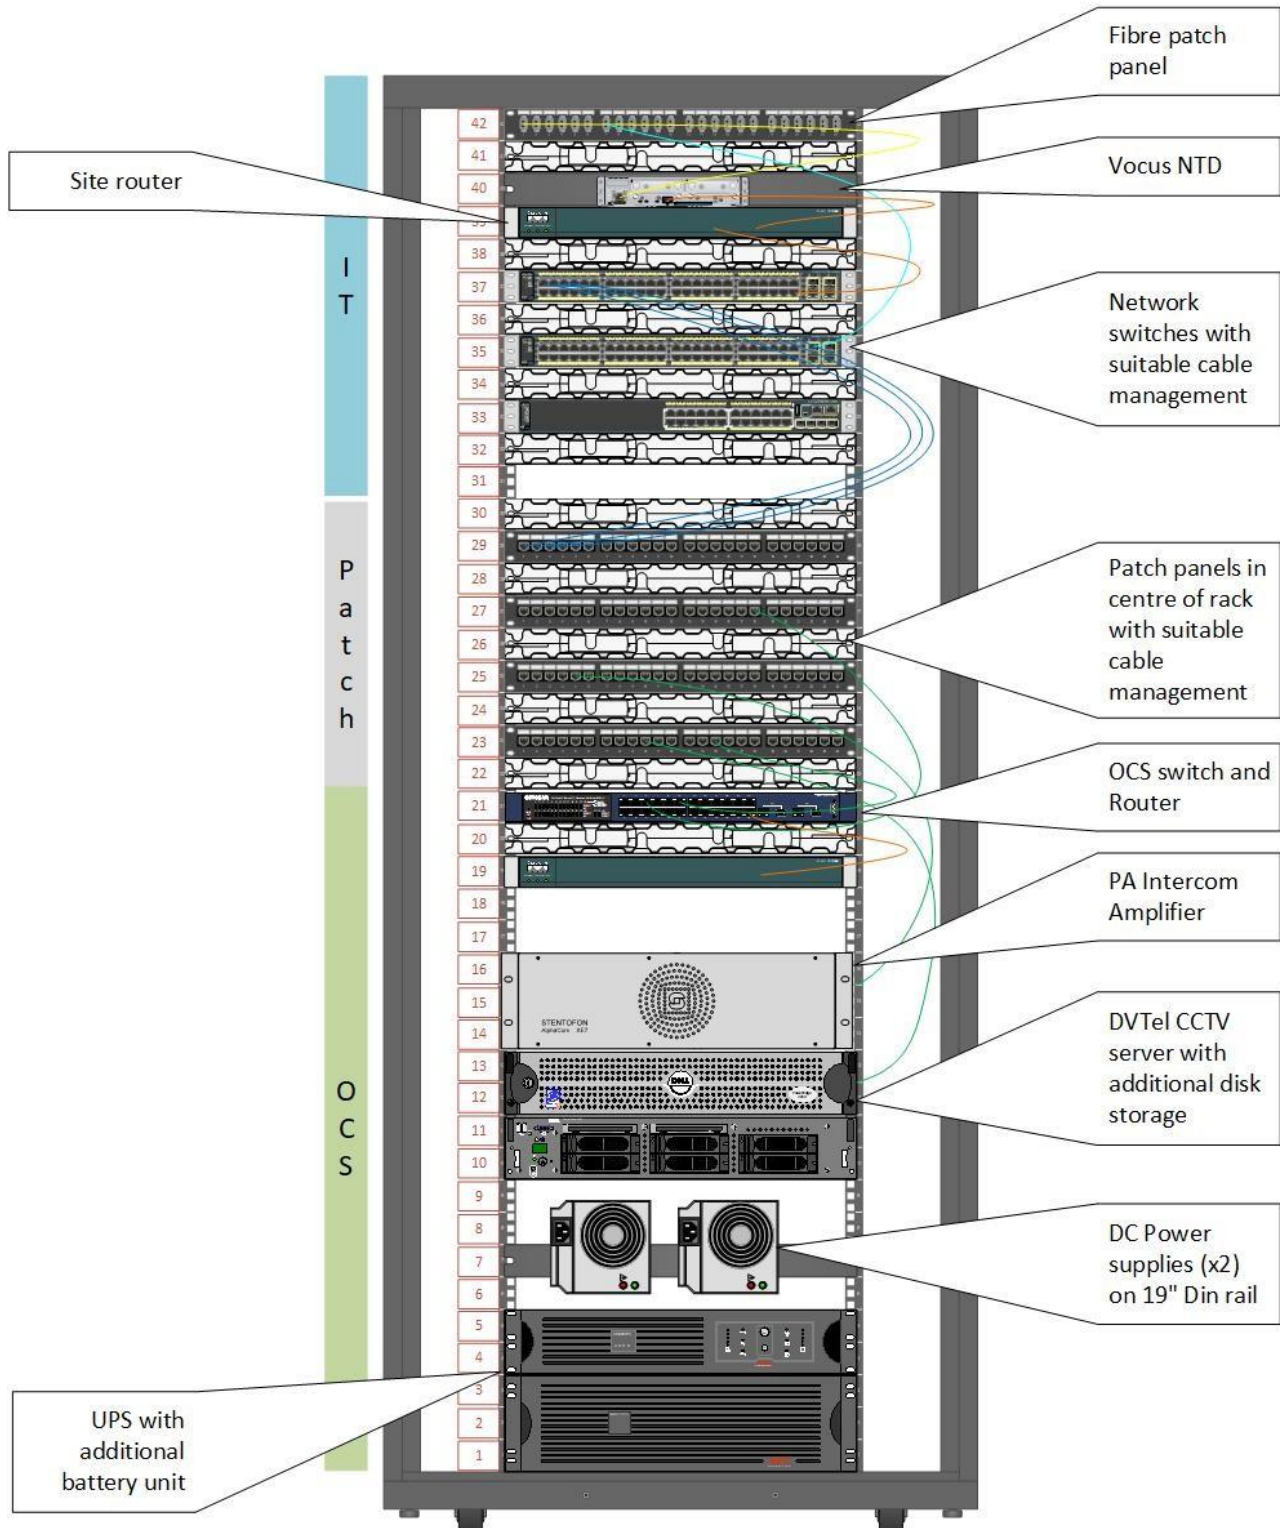 Fibre patch
panel
42
41
Vocus NTD
Site router
40
39
38
I
T
37
36
Network
switches with
suitable cable
management
35
34
33
32
31
30
29
P
a
t
c
h
28
27
26
25
24
23
22
Patch panels in
centre of rack
with suitable
cable
management
21
20
19
OCS switch and
Router
18
17
PA Intercom
Amplifier
16
15
14
STENTOFON
13
12
DELL
DVTel CCTV
server with
additional disk
storage
O
C
S
11
10
9
8
7
6
DC Power
supplies (x2)
on 19" Din rail
5
4
3
2
1
UPS with
additional
battery unit